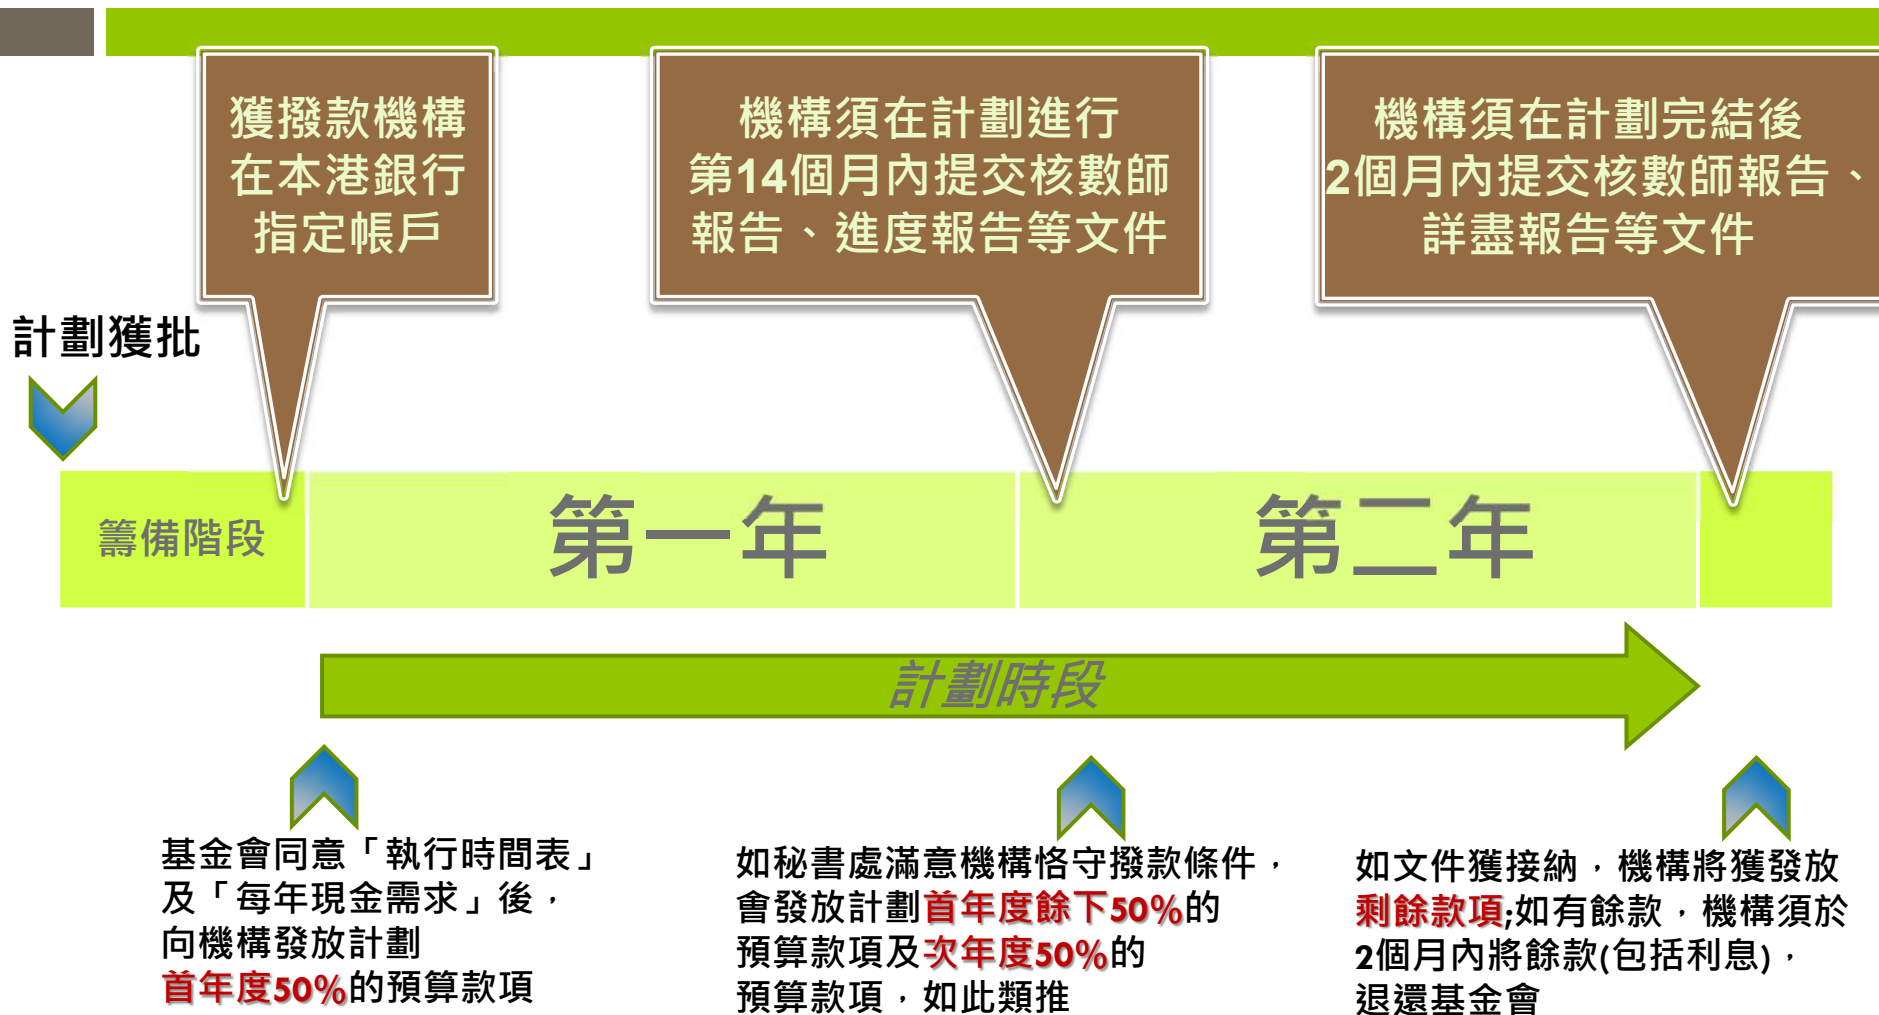 獲撥款機構
在本港銀行
指定帳戶
機構須在計劃進行
第14個月內提交核數師
報告、進度報告等文件
機構須在計劃完結後
2個月內提交核數師報告、
詳盡報告等文件
計劃獲批
籌備階段
第一年
第二年
計劃時段
基金會同意「執行時間表」
及「每年現金需求」後，
向機構發放計劃
首年度50%的預算款項
如秘書處滿意機構恪守撥款條件，
會發放計劃首年度餘下50%的
預算款項及次年度50%的
預算款項，如此類推
如文件獲接納，機構將獲發放
剩餘款項;如有餘款，機構須於
2個月內將餘款(包括利息)，
退還基金會